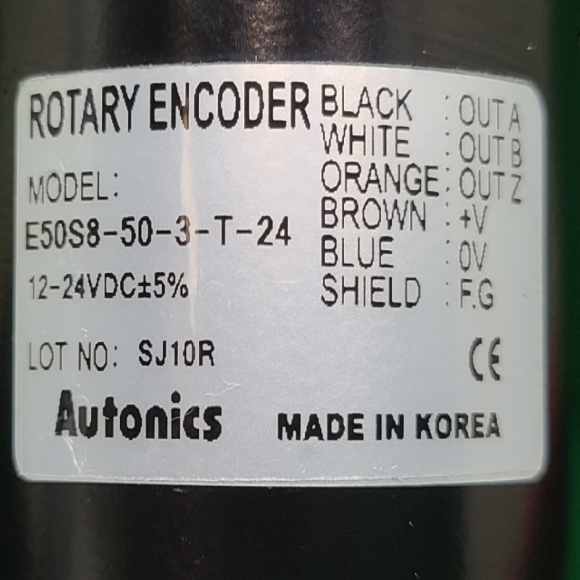 ROTARY ENCODER
MODEL:
E50S8-50-3-T-24
12-24VDC±5%
LOT NO: SJ10R
BLACK : OUT A
WHITE : OUT B
ORANGE : OUT Z
BROWN : +V
BLUE : 0V
SHIELD : F.G
CE
Autonics
MADE IN KOREA